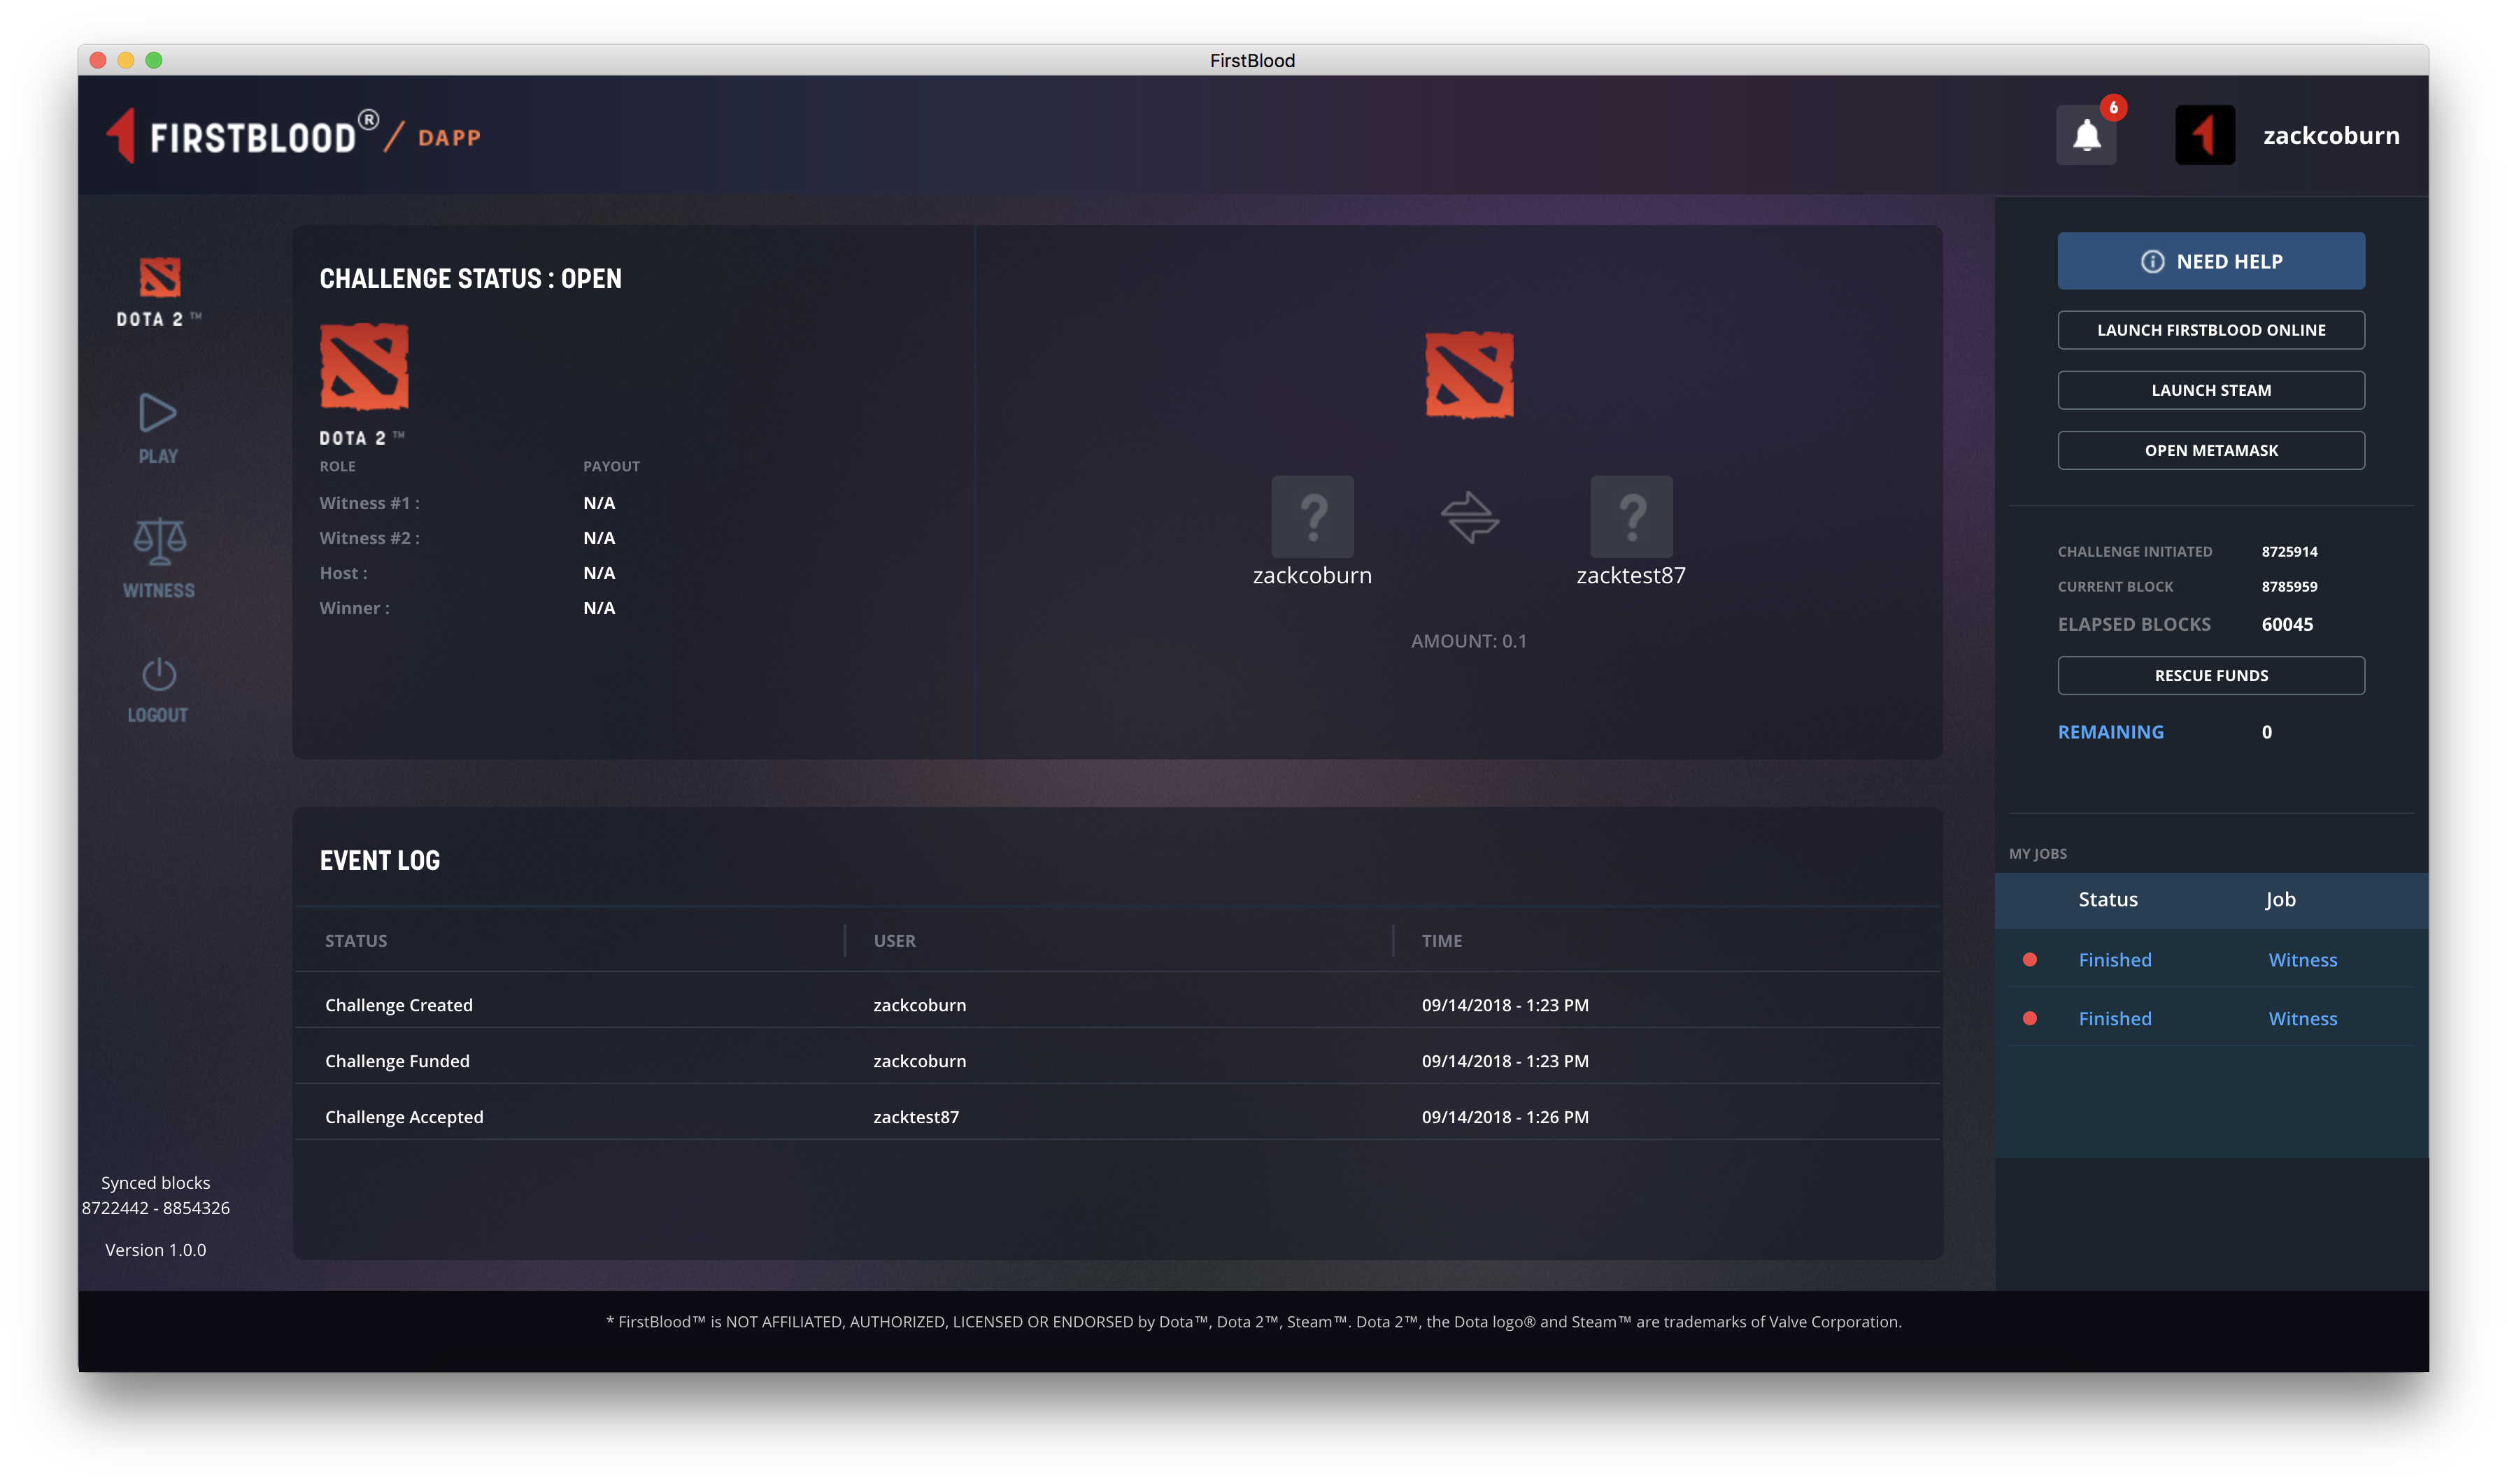 FirstBlood
FIRSTBLOOD® / DAPP
6
zackcoburn
DOTA 2 ™
PLAY
WITNESS
LOGOUT
Synced blocks
8722442 - 8854326
Version 1.0.0
CHALLENGE STATUS : OPEN
DOTA 2 ™
ROLE PAYOUT
Witness #1 : N/A
Witness #2 : N/A
Host : N/A
Winner : N/A
? ?
zackcoburn zacktest87
AMOUNT: 0.1
EVENT LOG
STATUS USER TIME
Challenge Created zackcoburn 09/14/2018 - 1:23 PM
Challenge Funded zackcoburn 09/14/2018 - 1:23 PM
Challenge Accepted zacktest87 09/14/2018 - 1:26 PM
NEED HELP
LAUNCH FIRSTBLOOD ONLINE
LAUNCH STEAM
OPEN METAMASK
CHALLENGE INITIATED 8725914
CURRENT BLOCK 8785959
ELAPSED BLOCKS 60045
RESCUE FUNDS
REMAINING 0
MY JOBS
Status Job
Finished Witness
Finished Witness
* FirstBlood™ is NOT AFFILIATED, AUTHORIZED, LICENSED OR ENDORSED by Dota™, Dota 2™, Steam™. Dota 2™, the Dota logo® and Steam™ are trademarks of Valve Corporation.